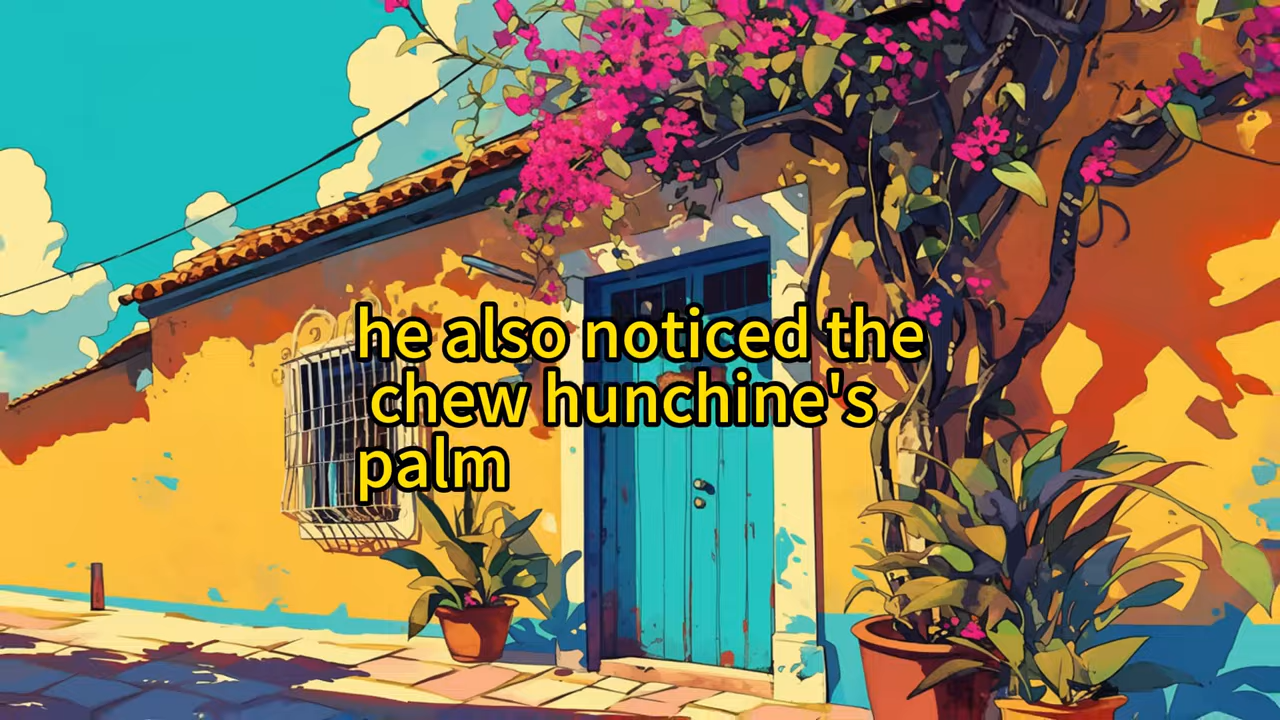 he also noticed the
chew hunchine's
palm